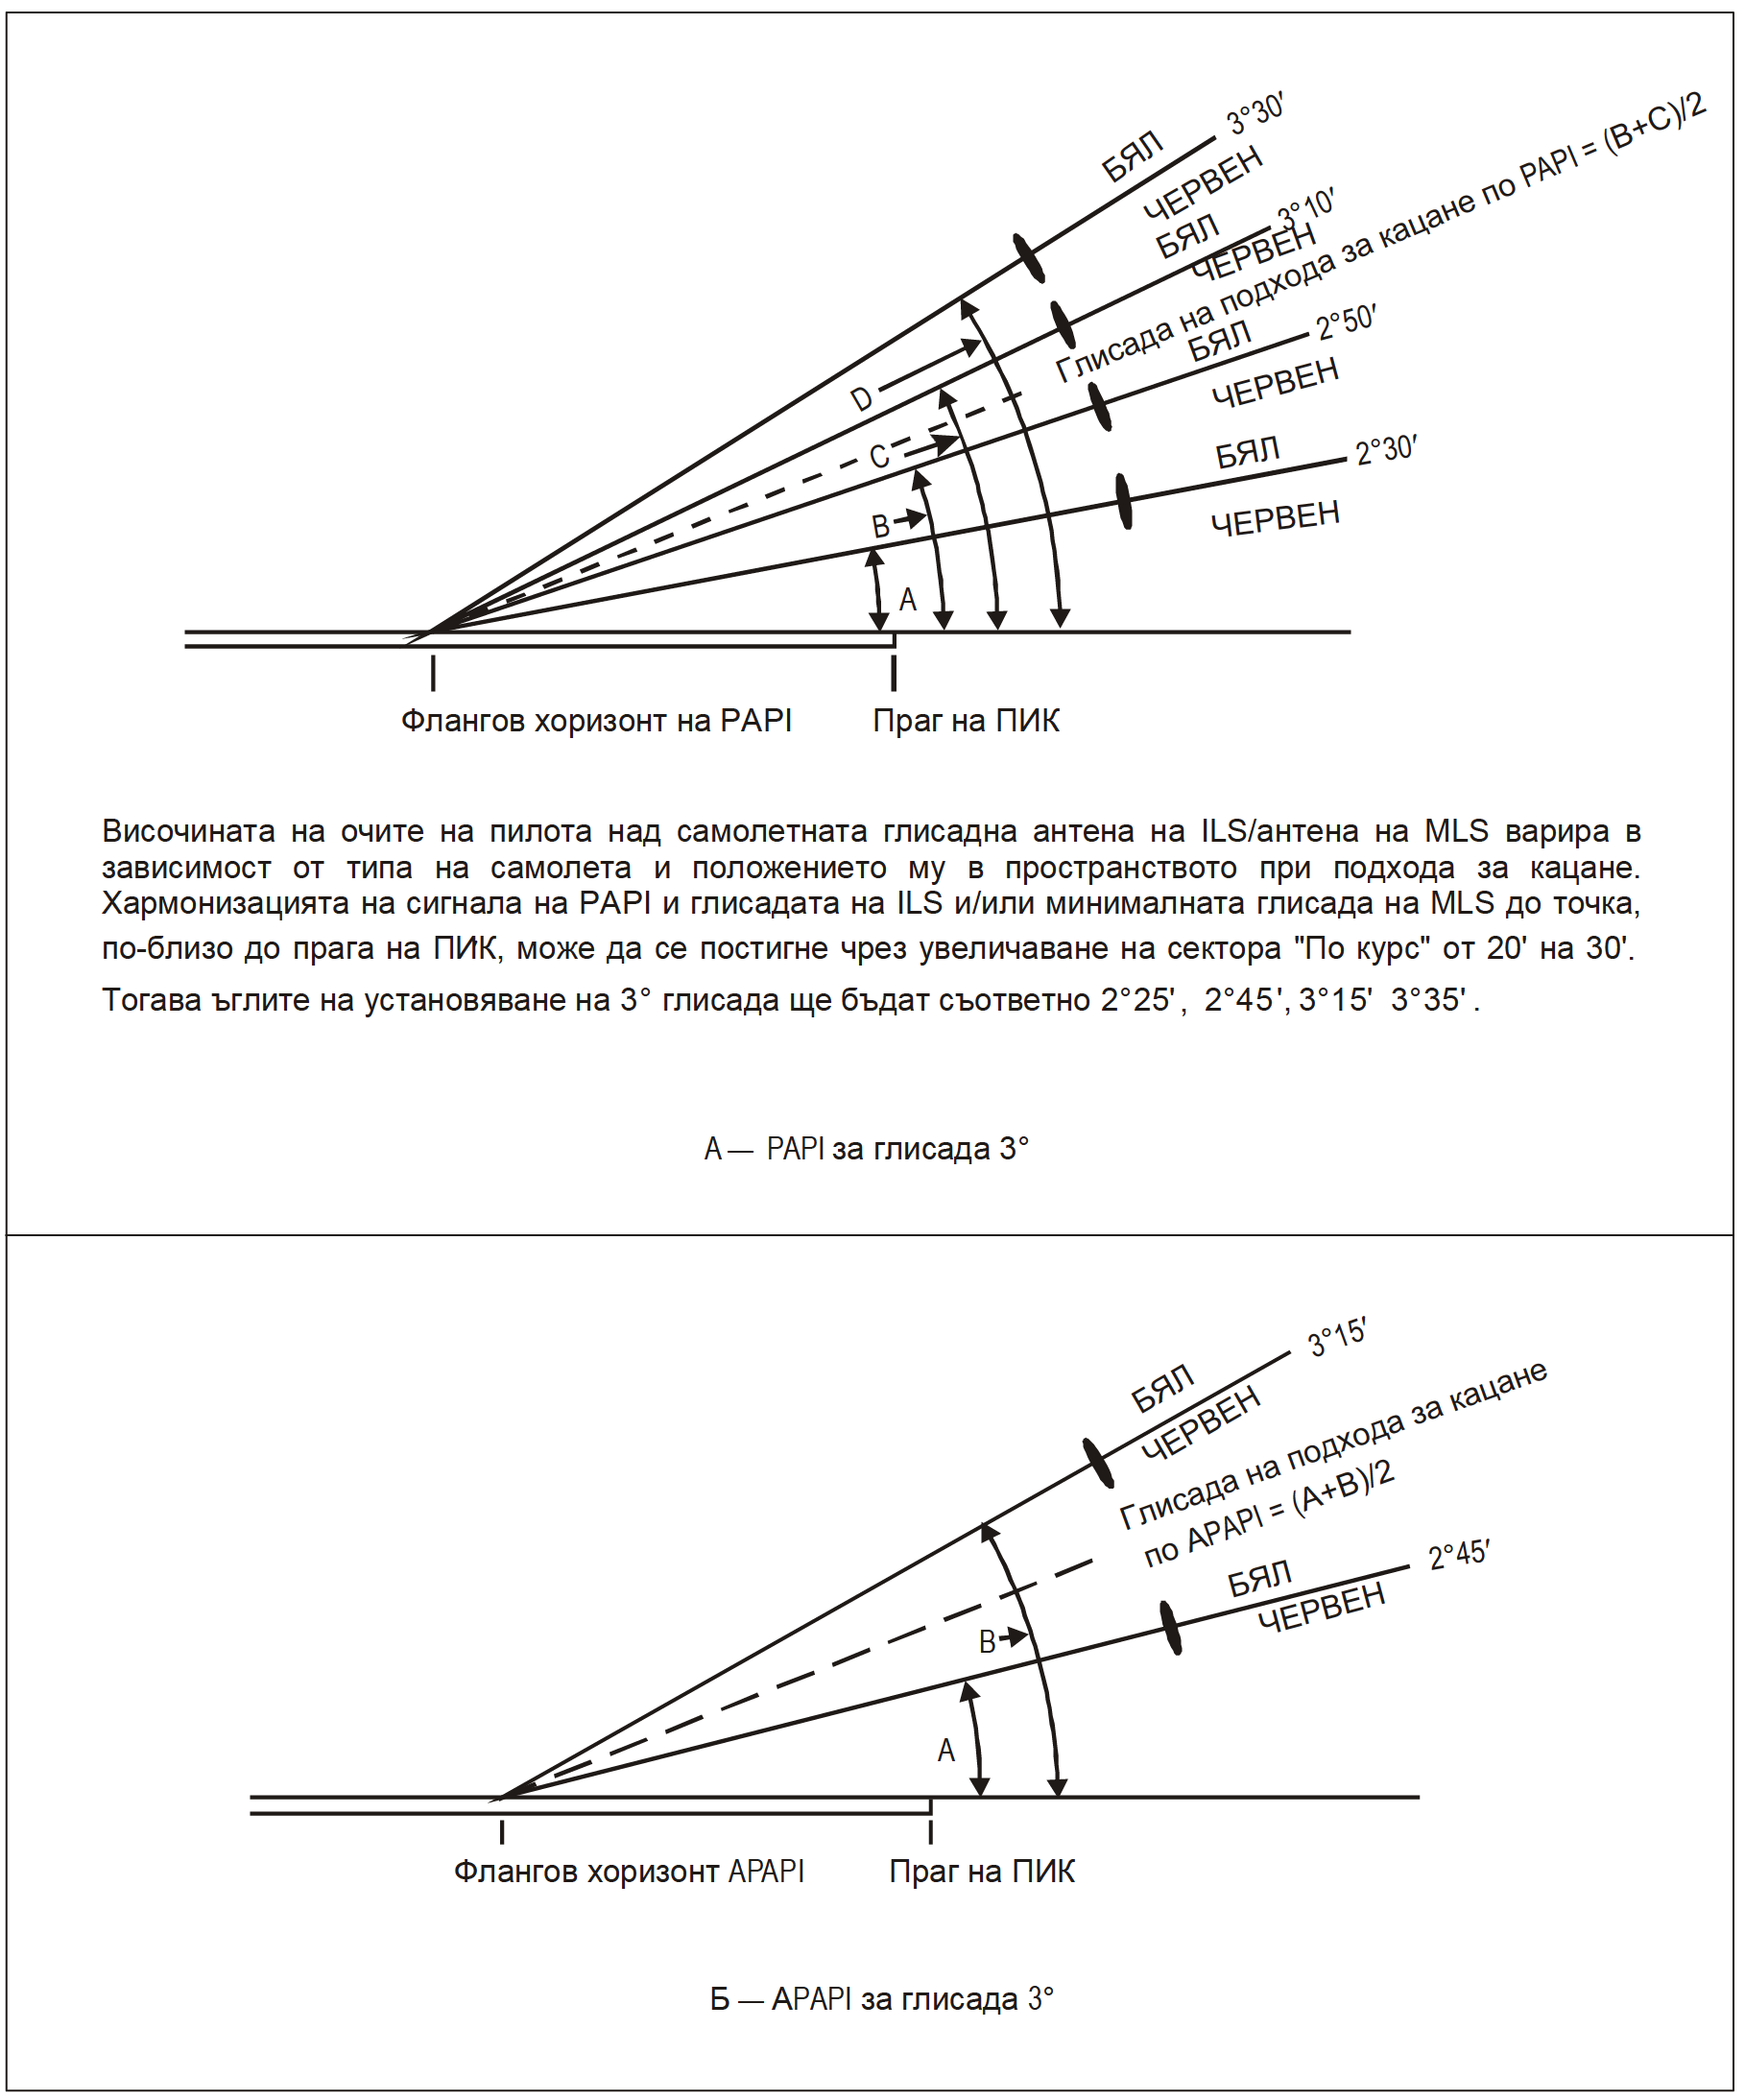 БЯЛ
3°30′
ЧЕРВЕН
БЯЛ
3°10′
ЧЕРВЕН
Глисада на подхода за кацане по PAPI = (B+C)/2
БЯЛ
2°50′
ЧЕРВЕН
БЯЛ
2°30′
ЧЕРВЕН
D
C
B
A
Флангов хоризонт на PAPI
Праг на ПИК
Височината на очите на пилота над самолетната глисадна антена на ILS/антена на MLS варира в
зависимост от типа на самолета и положението му в пространството при подхода за кацане.
Хармонизацията на сигнала на PAPI и глисадата на ILS и/или минималната глисада на MLS до точка,
по-близо до прага на ПИК, може да се постигне чрез увеличаване на сектора "По курс" от 20' на 30'.
Тогава ъглите на установяване на 3° глисада ще бъдат съответно 2°25', 2°45', 3°15' 3°35'.
А — PAPI за глисада 3°
БЯЛ
3°15′
ЧЕРВЕН
Глисада на подхода за кацане
по APAPI = (A+B)/2
БЯЛ
2°45′
ЧЕРВЕН
B
A
Флангов хоризонт APAPI
Праг на ПИК
Б — APAPI за глисада 3°